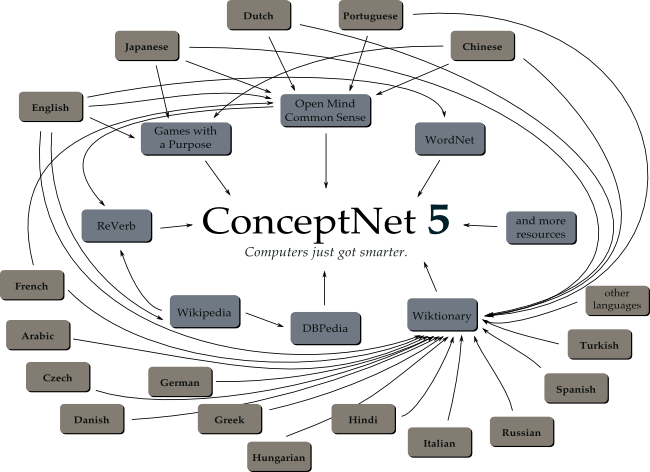 Dutch
Portuguese
Japanese
Chinese
English
Open Mind
Common Sense
Games with
a Purpose
WordNet
ReVerb
ConceptNet 5
and more
resources
Computers just got smarter.
French
other
languages
Wikipedia
DBPedia
Wiktionary
Arabic
Turkish
Czech
German
Spanish
Danish
Greek
Hindi
Russian
Italian
Hungarian